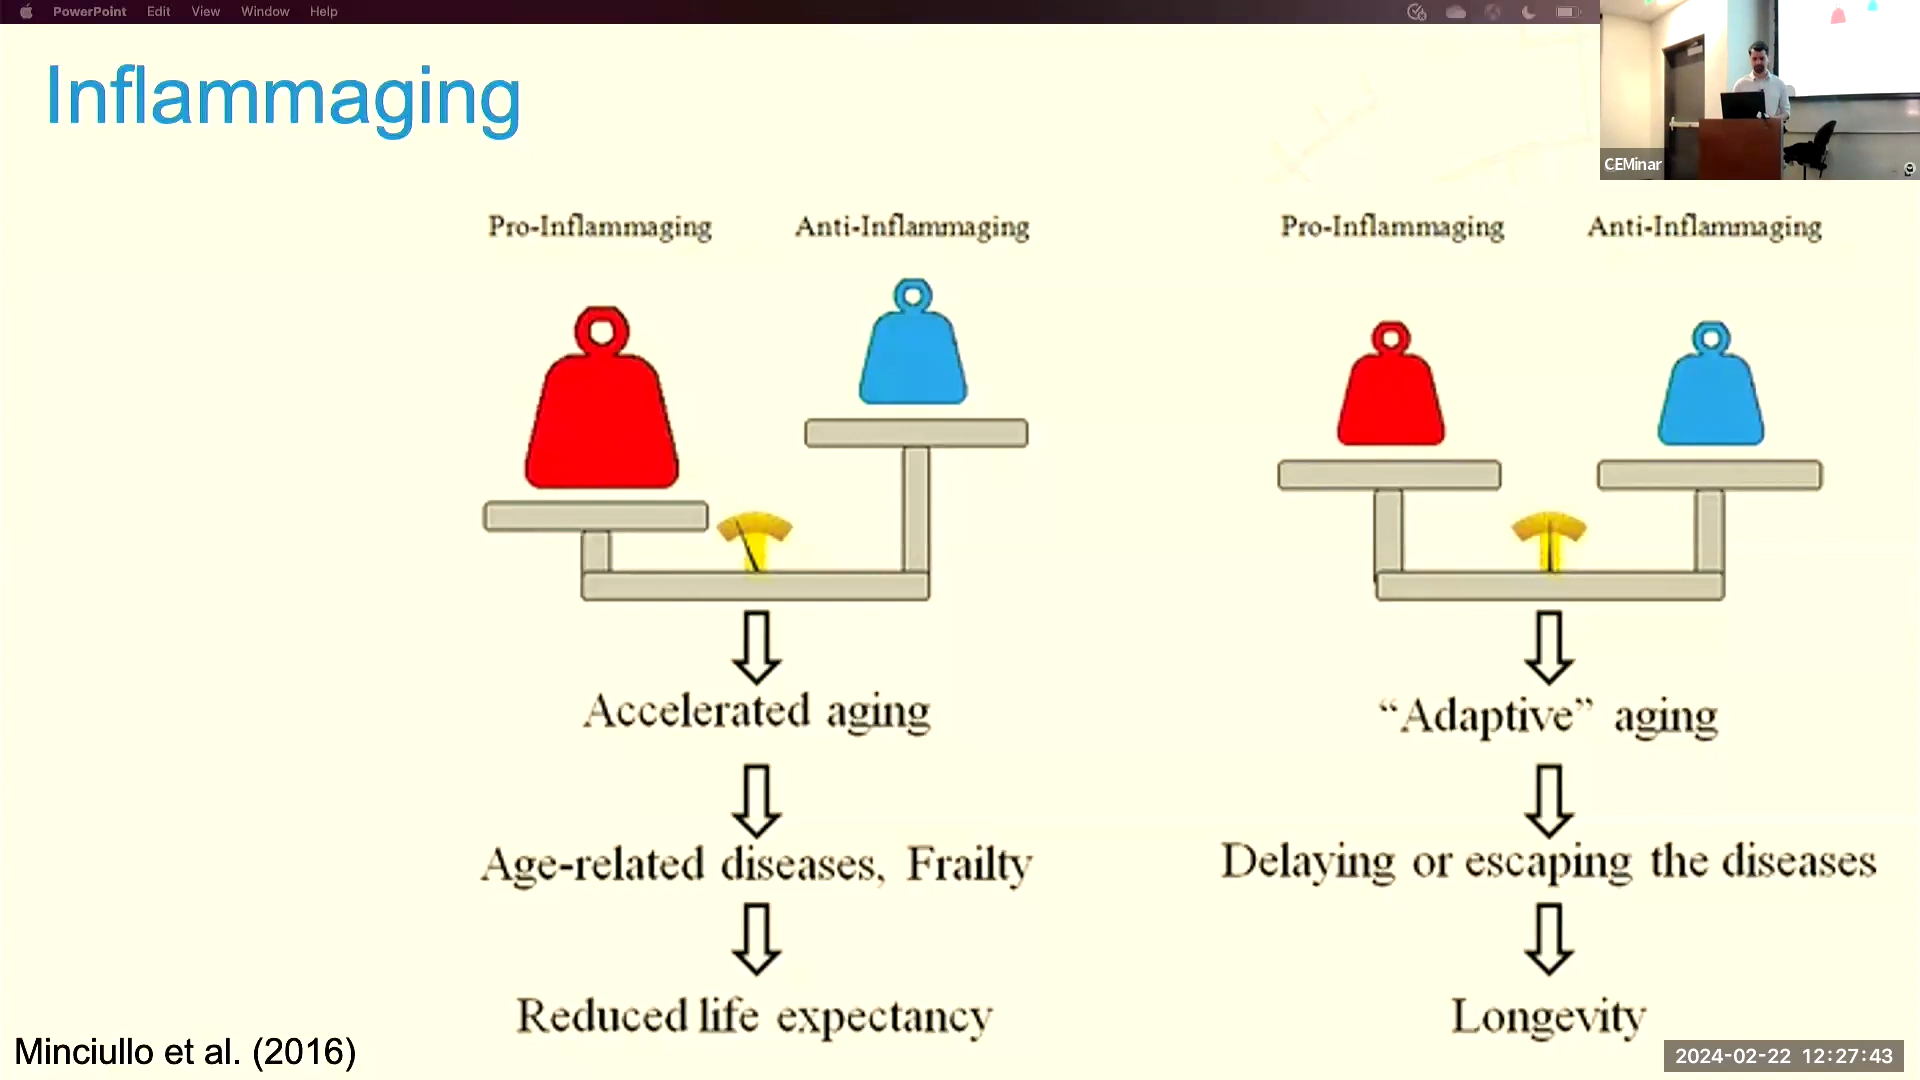 PowerPoint Edit View Window Help
Inflammaging
CEMinar
Pro-Inflammaging Anti-Inflammaging
Pro-Inflammaging Anti-Inflammaging
Accelerated aging
“Adaptive” aging
Age-related diseases, Frailty
Delaying or escaping the diseases
Reduced life expectancy
Longevity
Minciullo et al. (2016)
2024-02-22 12:27:43